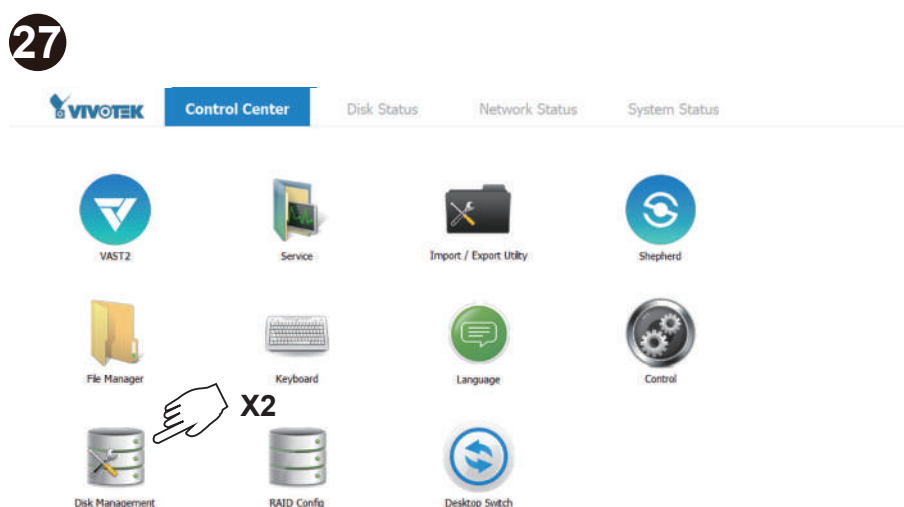 27
VIVOTEK
Control Center
Disk Status
Network Status
System Status
VAST2
Service
Import / Export Utilty
Shepherd
File Manager
Keyboard
Language
Control
X2
Disk Management
RAID Config
Desktop Switch